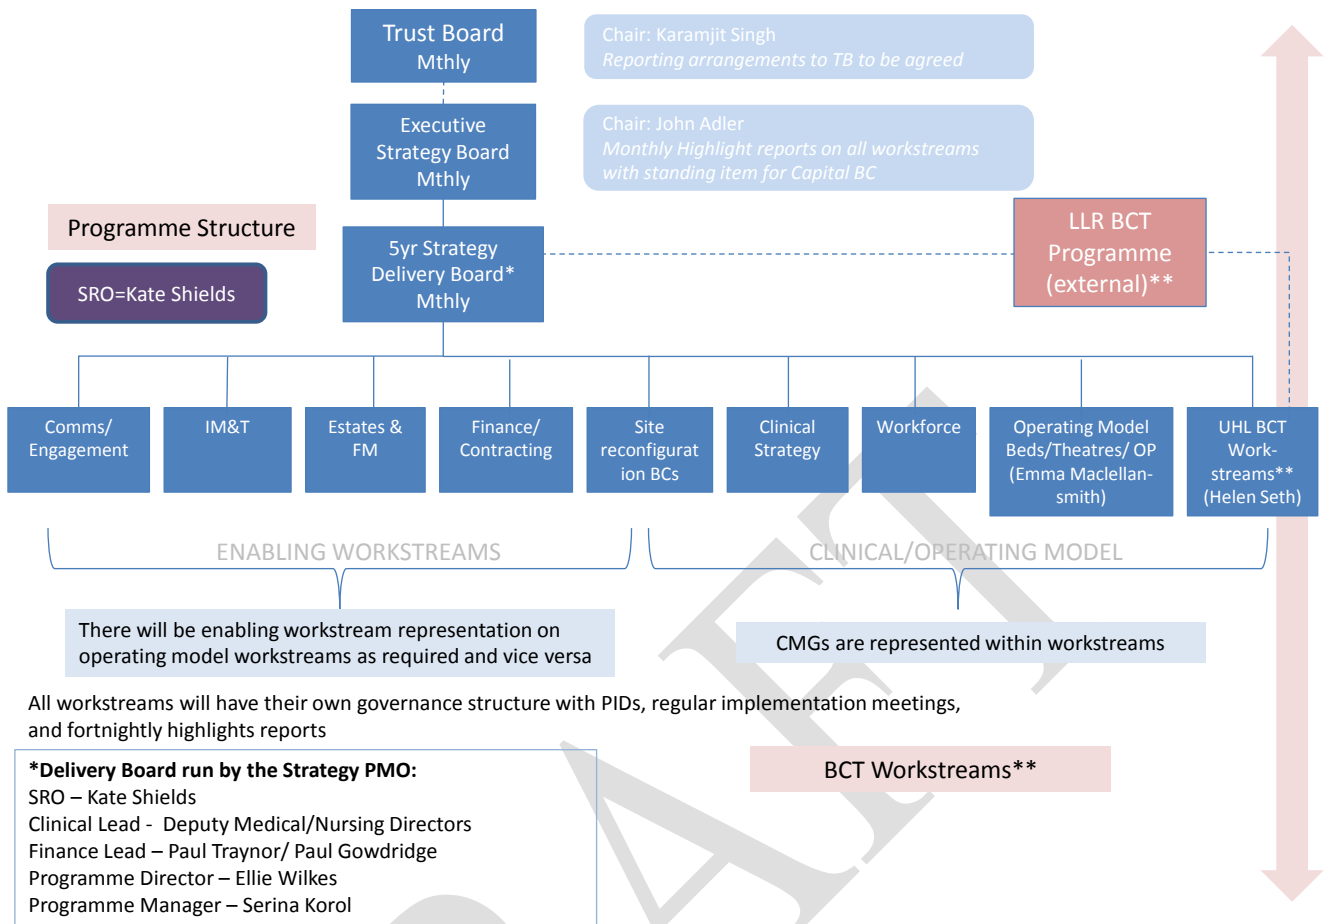 Trust Board
Mthly
Chair: Karamjit Singh
Reporting arrangements to TB to be agreed
Executive
Strategy Board
Mthly
Chair: John Adler
Monthly Highlight reports on all workstreams
with standing item for Capital BC
Programme Structure
SRO=Kate Shields
5yr Strategy
Delivery Board*
Mthly
LLR BCT
Programme
(external)**
Comms/
Engagement
IM&T
Estates &
FM
Finance/
Contracting
Site
reconfigurat
ion BCs
Clinical
Strategy
Workforce
Operating Model
Beds/Theatres/ OP
(Emma Maclellan-
smith)
UHL BCT
Work-
streams**
(Helen Seth)
ENABLING WORKSTREAMS
CLINICAL/OPERATING MODEL
There will be enabling workstream representation on
operating model workstreams as required and vice versa
CMGs are represented within workstreams
All workstreams will have their own governance structure with PIDs, regular implementation meetings,
and fortnightly highlights reports
*Delivery Board run by the Strategy PMO:
SRO – Kate Shields
Clinical Lead - Deputy Medical/Nursing Directors
Finance Lead – Paul Traynor/ Paul Gowdridge
Programme Director – Ellie Wilkes
Programme Manager – Serina Korol
BCT Workstreams**
DRAFT